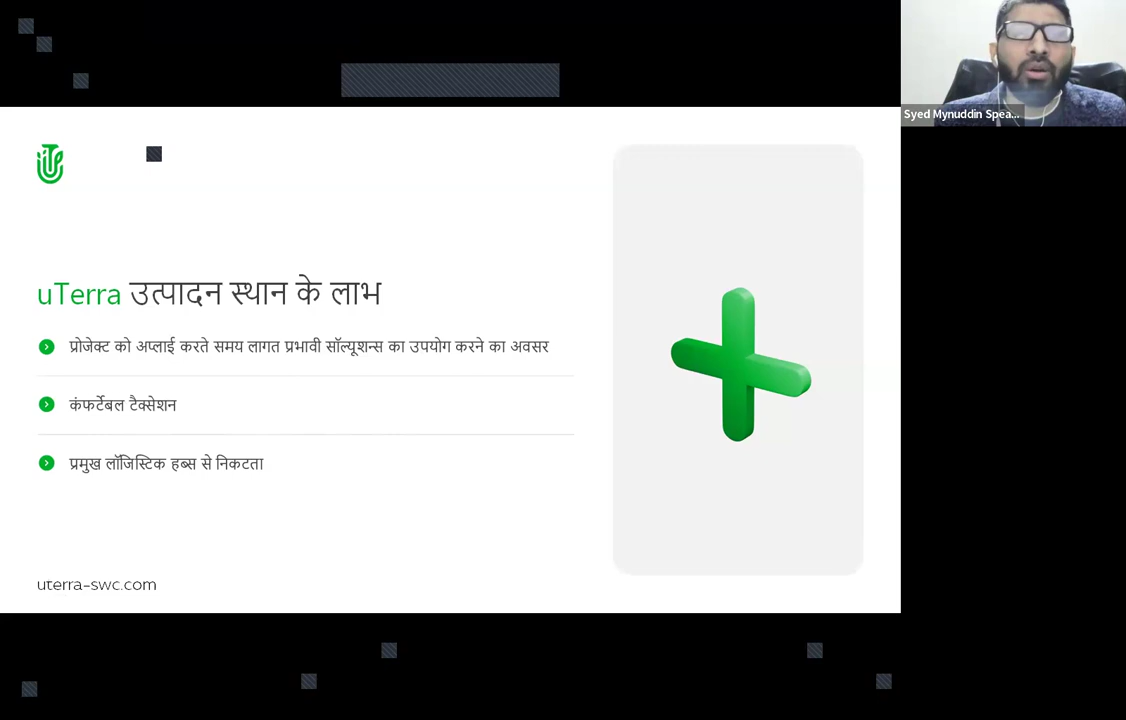 Syed Mynuddin Spea...
uTerra उत्पादन स्थान के लाभ
प्रोजेक्ट को अप्लाई करते समय लागत प्रभावी सॉल्यूशन्स का उपयोग करने का अवसर
कंफर्टेबल टैक्सेशन
प्रमुख लॉजिस्टिक हब्स से निकटता
uterra-swc.com